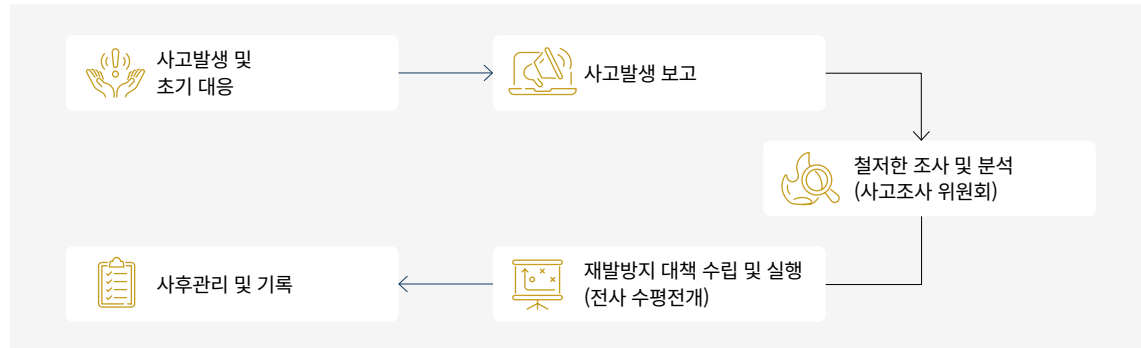 사고발생 및
초기 대응
사고발생 보고
철저한 조사 및 분석
(사고조사 위원회)
재발방지 대책 수립 및 실행
(전사 수평전개)
사후관리 및 기록